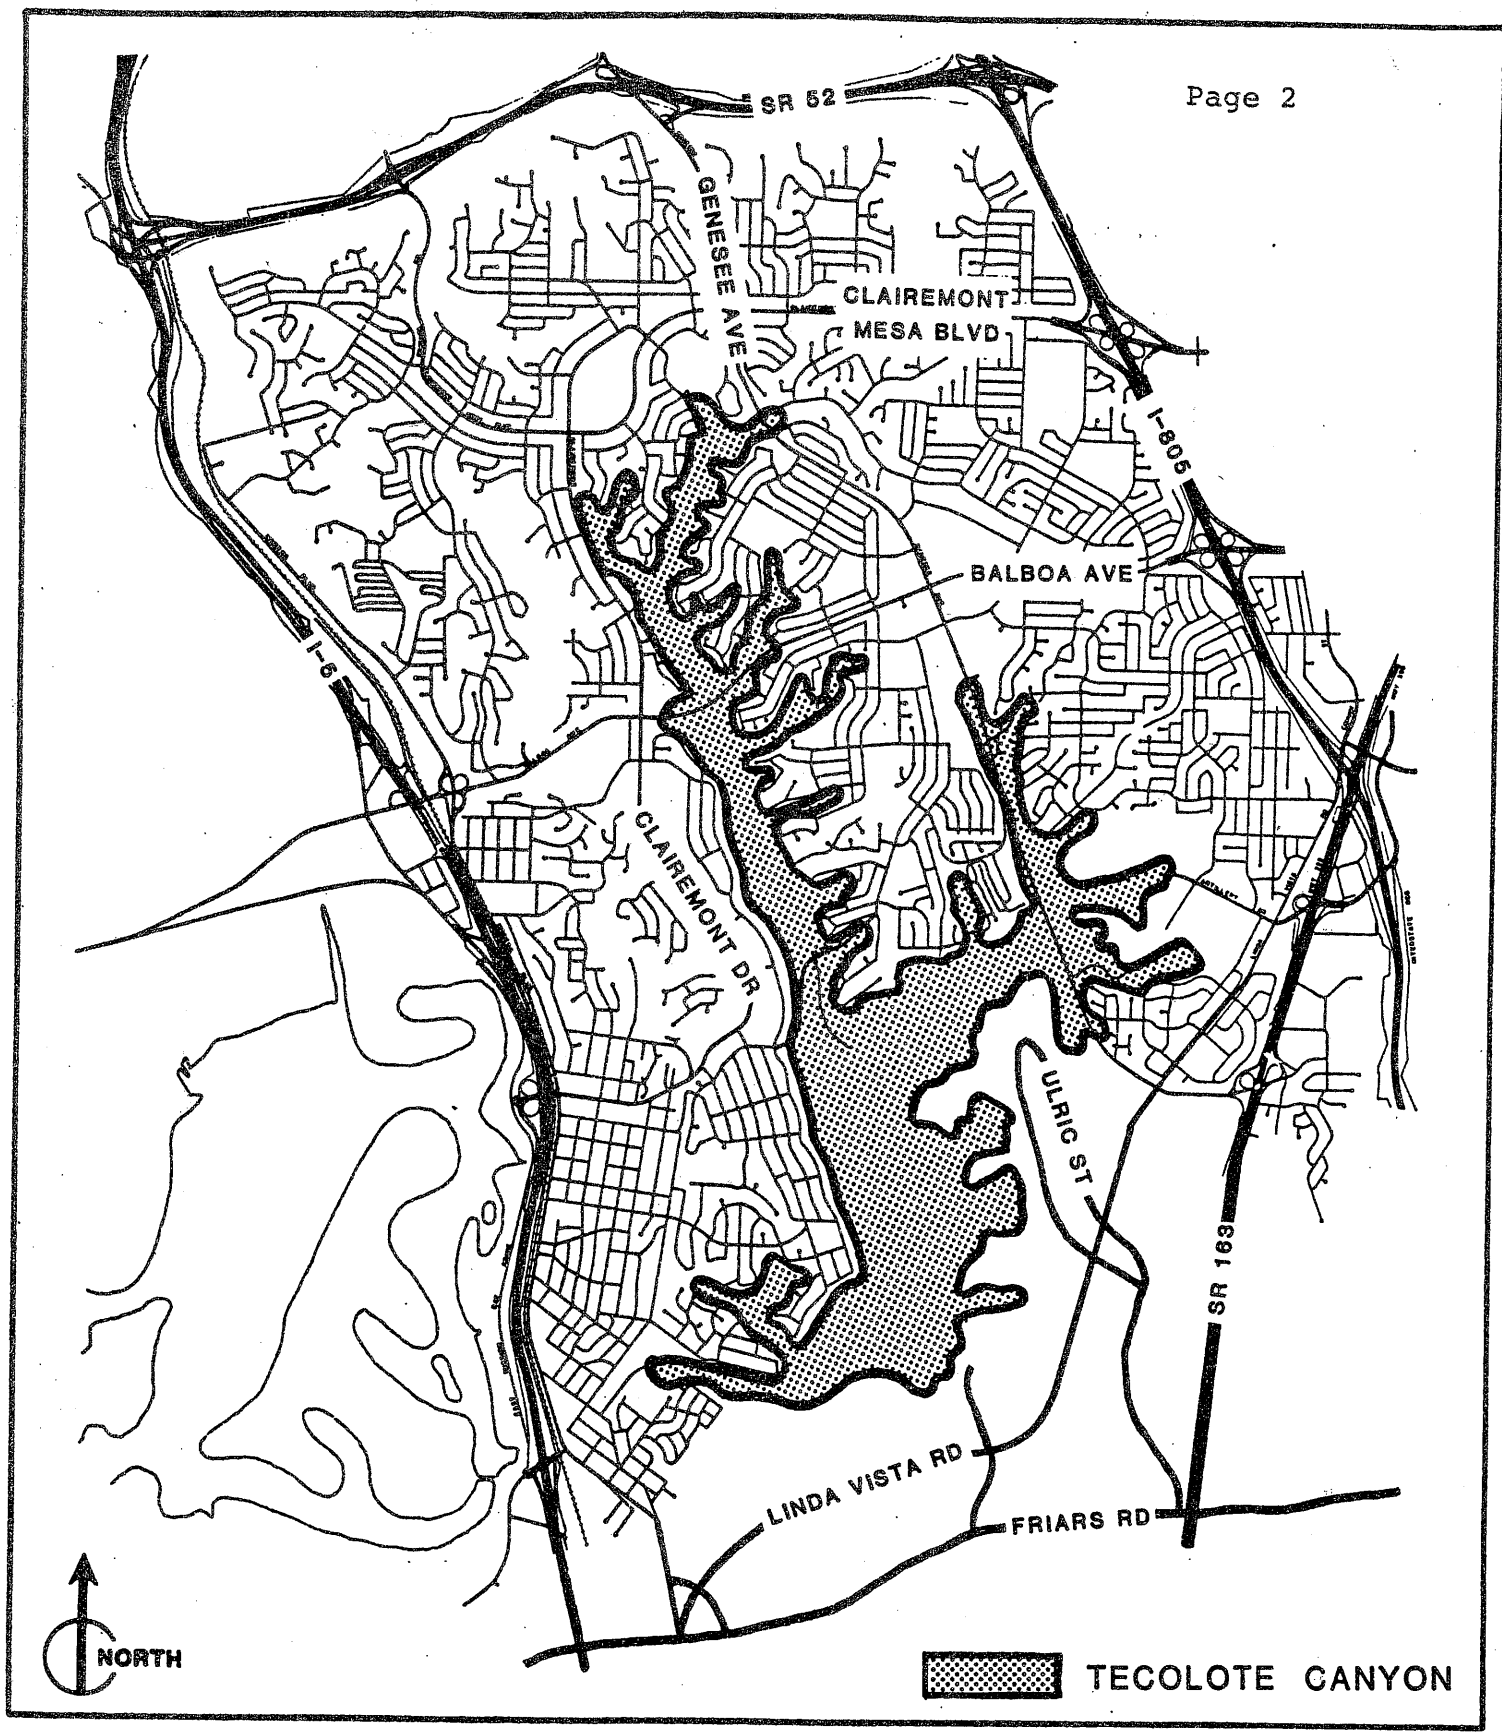 Page 2
SR 52
GENESEE AVE
CLAIREMONT
MESA BLVD
I-805
BALBOA AVE
I-5
CLAIREMONT DR
ULRIC ST
SR 163
LINDA VISTA RD
FRIARS RD
NORTH
TECOLOTE CANYON